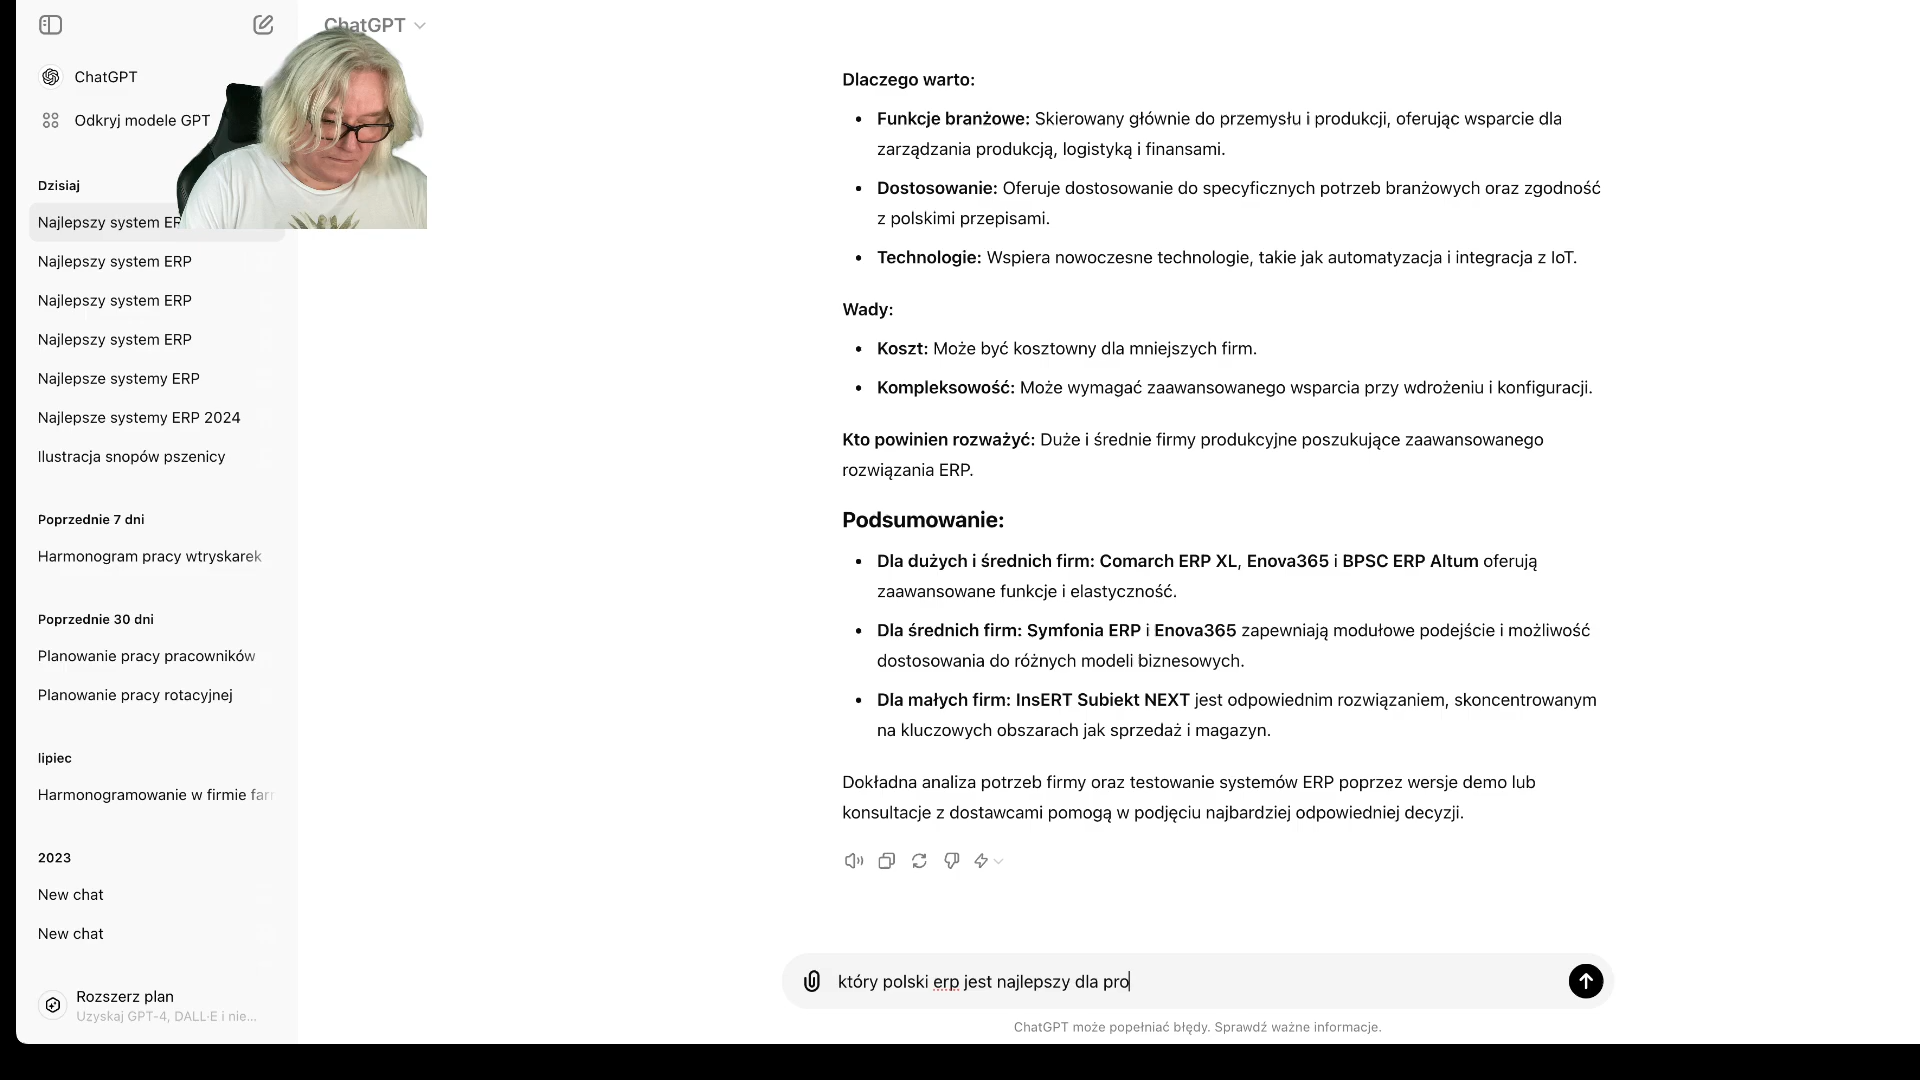 ChatGPT
ChatGPT
Odkryj modele GPT
Dzisiaj
Najlepszy system
Najlepszy system ERP
Najlepszy system ERP
Najlepszy system ERP
Najlepsze systemy ERP
Najlepsze systemy ERP 2024
Ilustracja snopów pszenicy
Poprzednie 7 dni
Harmonogram pracy wtryskarek
Poprzednie 30 dni
Planowanie pracy pracowników
Planowanie pracy rotacyjnej
lipiec
Harmonogramowanie w firmie
2023
New chat
New chat
Rozszerz plan
Uzyskaj GPT-4, DALL·E i nie...
Dlaczego warto:
• Funkcje branżowe: Skierowany głównie do przemysłu i produkcji, oferując wsparcie dla
zarządzania produkcją, logistyką i finansami.
• Dostosowanie: Oferuje dostosowanie do specyficznych potrzeb branżowych oraz zgodność
z polskimi przepisami.
• Technologie: Wspiera nowoczesne technologie, takie jak automatyzacja i integracja z IoT.
Wady:
• Koszt: Może być kosztowny dla mniejszych firm.
• Kompleksowość: Może wymagać zaawansowanego wsparcia przy wdrożeniu i konfiguracji.
Kto powinien rozważyć: Duże i średnie firmy produkcyjne poszukujące zaawansowanego
rozwiązania ERP.
Podsumowanie:
• Dla dużych i średnich firm: Comarch ERP XL, Enova365 i BPSC ERP Altum oferują
zaawansowane funkcje i elastyczność.
• Dla średnich firm: Symfonia ERP i Enova365 zapewniają modułowe podejście i możliwość
dostosowania do różnych modeli biznesowych.
• Dla małych firm: InsERT Subiekt NEXT jest odpowiednim rozwiązaniem, skoncentrowanym
na kluczowych obszarach jak sprzedaż i magazyn.
Dokładna analiza potrzeb firmy oraz testowanie systemów ERP poprzez wersje demo lub
konsultacje z dostawcami pomogą w podjęciu najbardziej odpowiedniej decyzji.
który polski erp jest najlepszy dla pro
ChatGPT może popełniać błędy. Sprawdź ważne informacje.